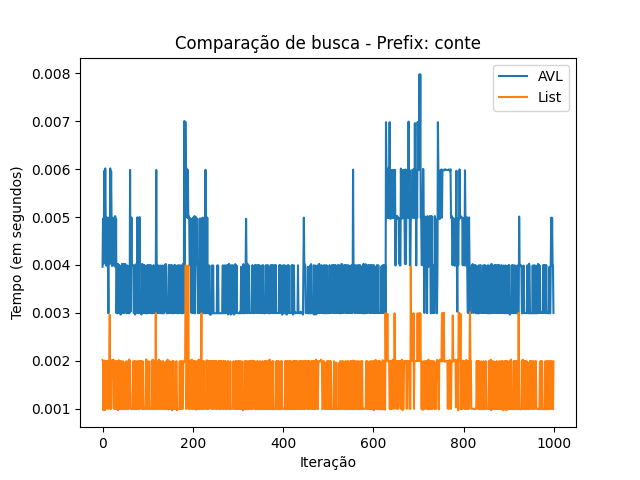 Comparação de busca - Prefix: conte
AVL
List
Tempo (em segundos)
0.008
0.007
0.006
0.005
0.004
0.003
0.002
0.001
0
200
400
600
800
1000
Iteração